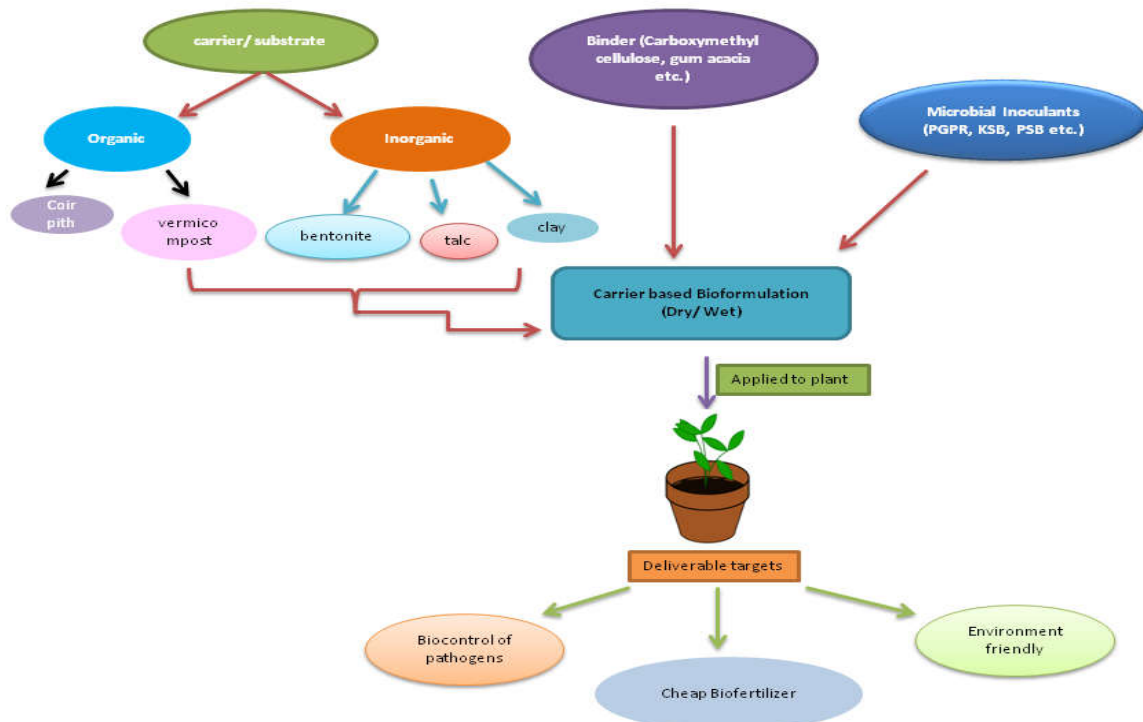 carrier/ substrate
Binder (Carboxymethyl
cellulose, gum acacia
etc.)
Microbial Inoculants
(PGPR, KSB, PSB etc.)
Organic
Inorganic
Coir
pith
vermico
mpost
bentonite
talc
clay
Carrier based Bioformulation
(Dry/ Wet)
Applied to plant
Deliverable targets
Biocontrol of
pathogens
Cheap Biofertilizer
Environment
friendly